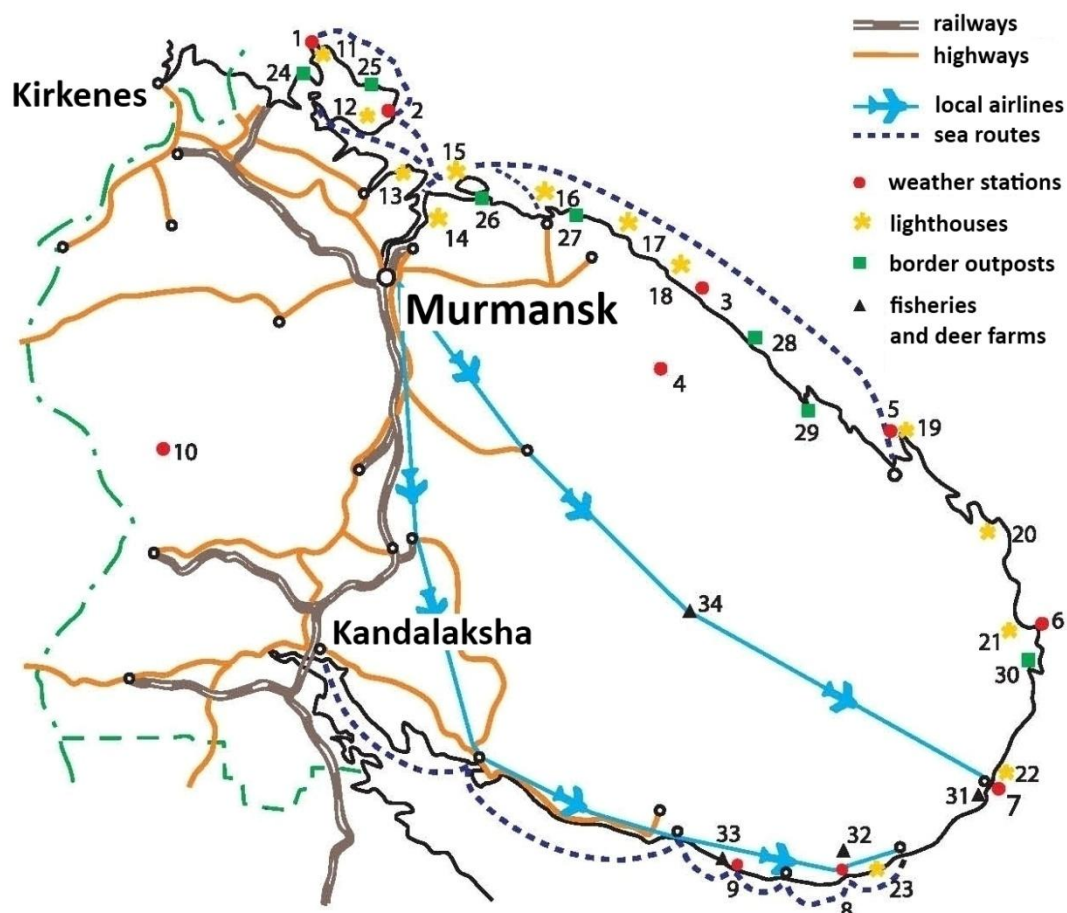 railways
highways
local airlines
sea routes
weather stations
lighthouses
border outposts
fisheries
and deer farms
Kirkenes
Murmansk
Kandalaksha
1
11
24
25
12
2
15
13
16
26
14
27
17
18
3
28
4
5
29
19
10
20
34
6
21
30
22
31
7
33
32
9
23
8